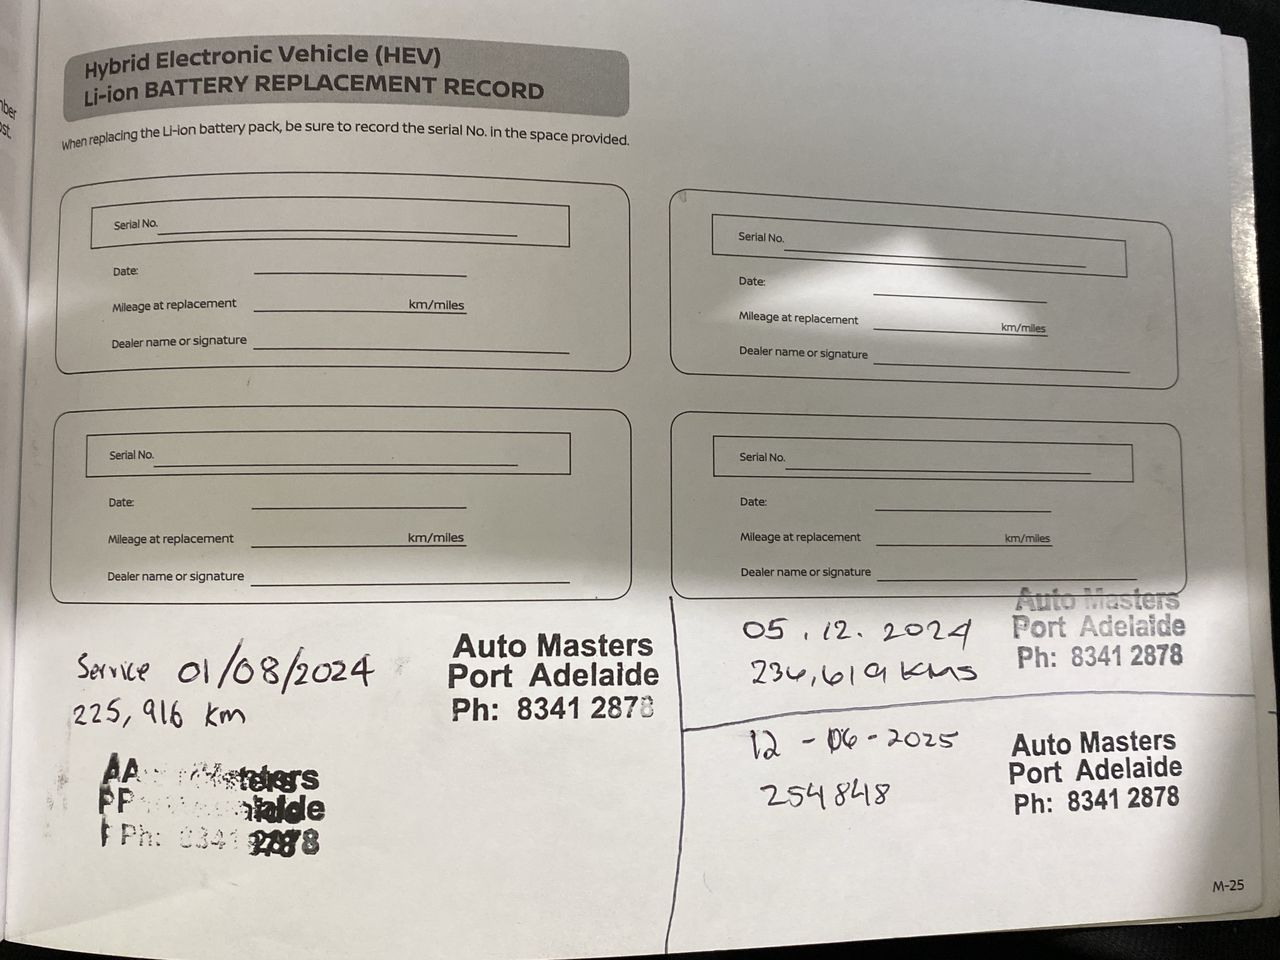 Hybrid Electronic Vehicle (HEV)
Li-ion BATTERY REPLACEMENT RECORD
When replacing the Li-ion battery pack, be sure to record the serial No. in the space provided.
Serial No.
Date:
Mileage at replacement km/miles
Dealer name or signature
Serial No.
Date:
Mileage at replacement km/miles
Dealer name or signature
Serial No.
Date:
Mileage at replacement km/miles
Dealer name or signature
Serial No.
Date:
Mileage at replacement km/miles
Dealer name or signature
Service 01/08/2024
225,916 km
Auto Masters
Port Adelaide
Ph: 8341 2878
Ph: 8341 2878
05.12.2024
236,619 KMS
Auto Masters
Port Adelaide
Ph: 8341 2878
12-06-2025
254848
Auto Masters
Port Adelaide
Ph: 8341 2878
M-25